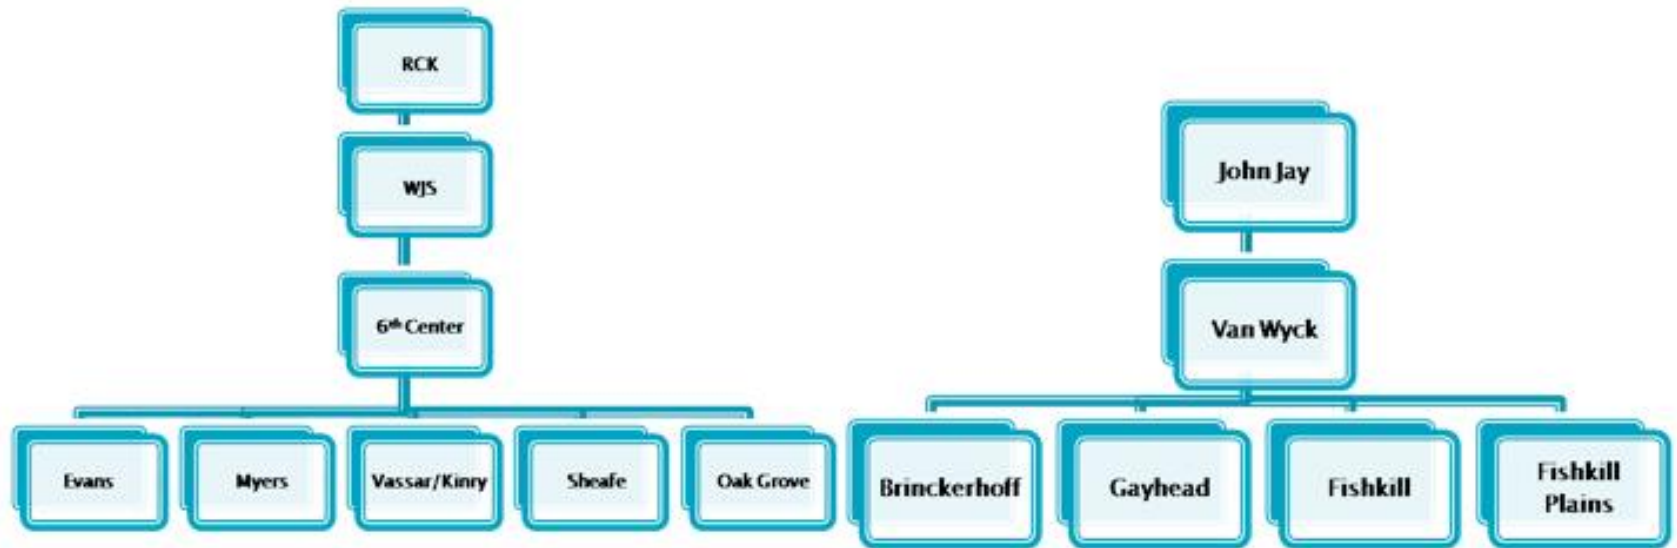 RCK
WJS
6th Center
Evans
Myers
Vassar/Kinry
Sheafe
Oak Grove
John Jay
Van Wyck
Brinckerhoff
Gayhead
Fishkill
Fishkill
Plains